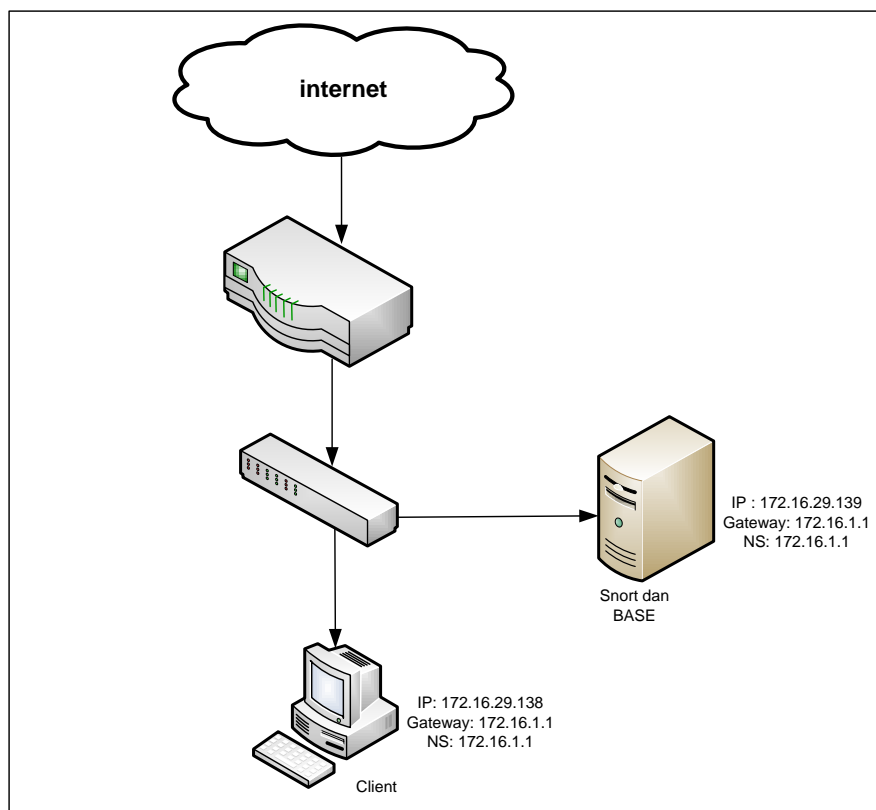 internet
IP : 172.16.29.139
Gateway: 172.16.1.1
NS: 172.16.1.1
Snort dan
BASE
IP: 172.16.29.138
Gateway: 172.16.1.1
NS: 172.16.1.1
Client